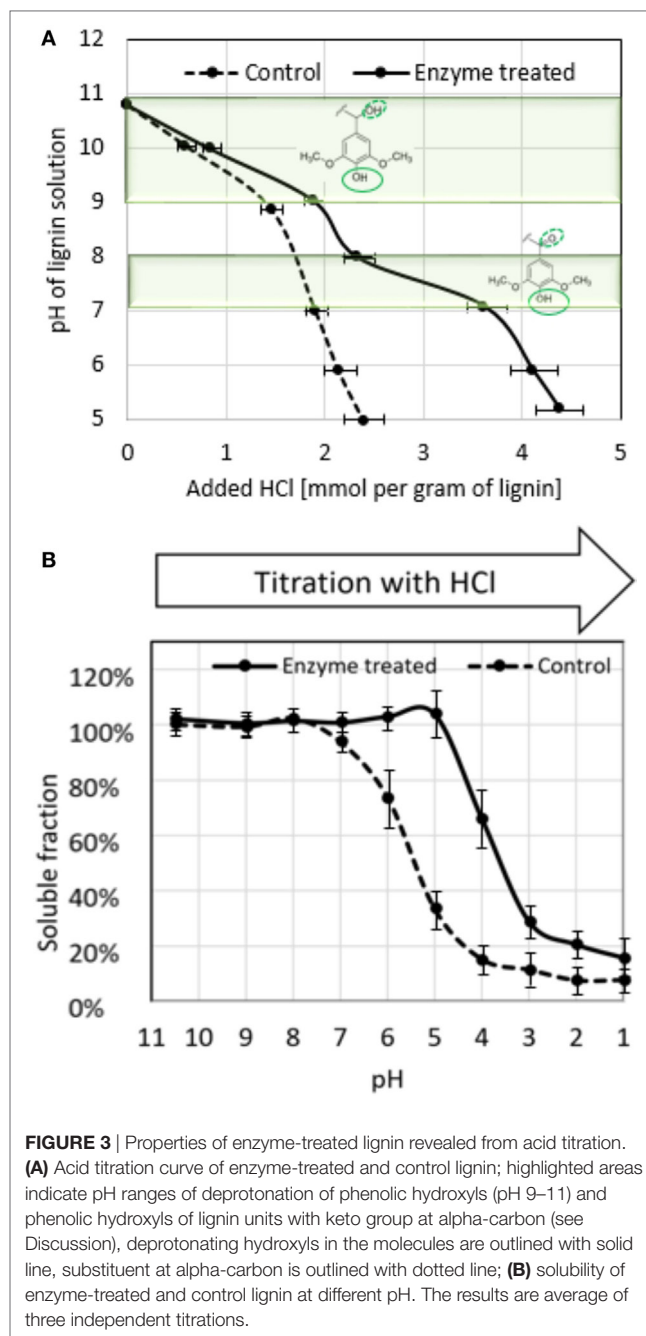 A
12
Control
Enzyme treated
11
10
9
8
7
6
5
pH of lignin solution
OH
H₃C
O
O
CH₃
OH
O
H₃C
O
O
CH₃
OH
0 1 2 3 4 5
Added HCl [mmol per gram of lignin]
B
Titration with HCl
Enzyme treated
Control
120%
100%
80%
60%
40%
20%
0%
Soluble fraction
11 10 9 8 7 6 5 4 3 2 1
pH
FIGURE 3 | Properties of enzyme-treated lignin revealed from acid titration.
(A) Acid titration curve of enzyme-treated and control lignin; highlighted areas
indicate pH ranges of deprotonation of phenolic hydroxyls (pH 9–11) and
phenolic hydroxyls of lignin units with keto group at alpha-carbon (see
Discussion), deprotonating hydroxyls in the molecules are outlined with solid
line, substituent at alpha-carbon is outlined with dotted line; (B) solubility of
enzyme-treated and control lignin at different pH. The results are average of
three independent titrations.